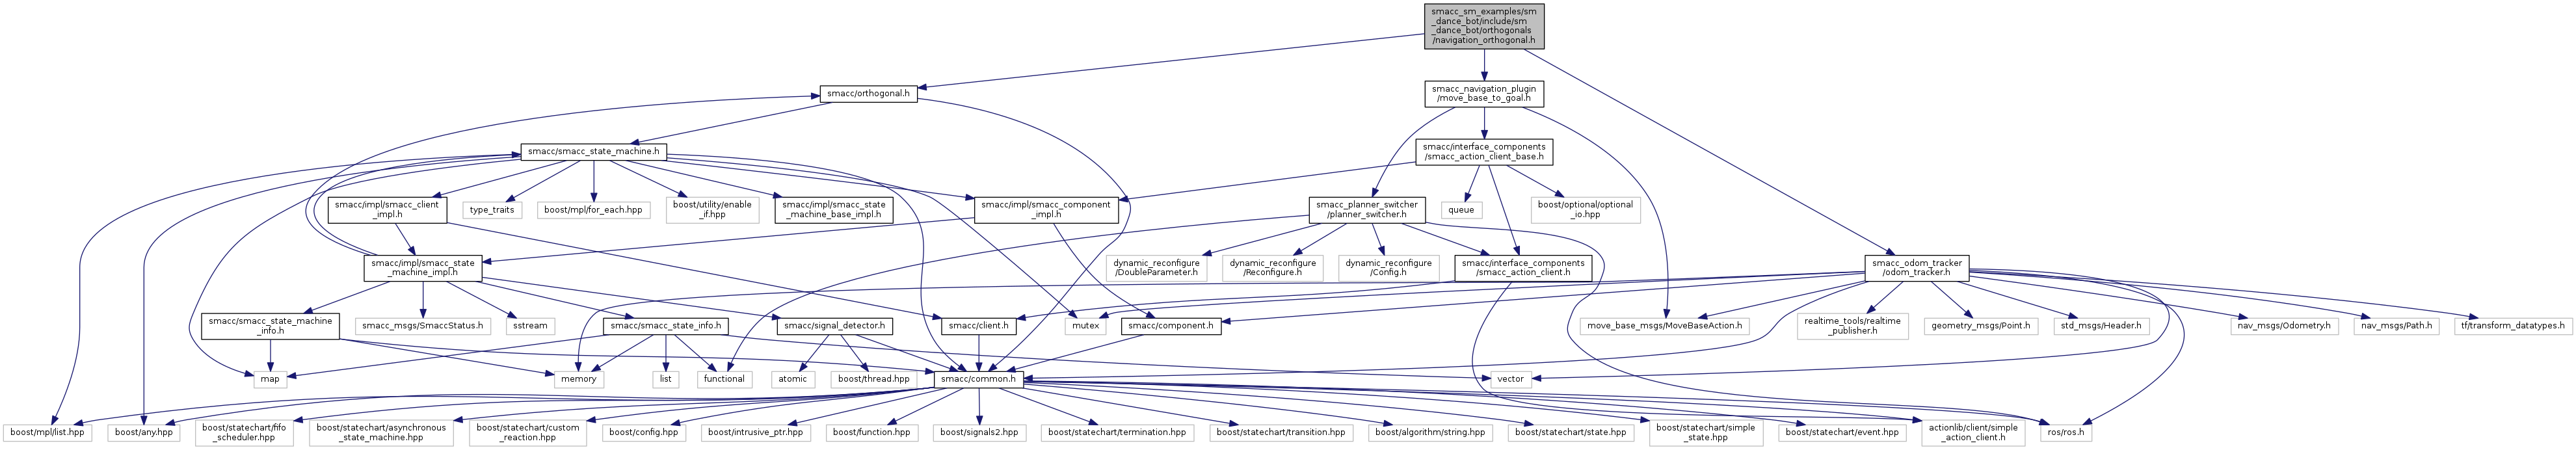 smacc_sm_examples/sm
_dance_bot/include/sm
_dance_bot/orthogonals
/navigation_orthogonal.h
smacc/orthogonal.h
smacc_navigation_plugin
/move_base_to_goal.h
smacc/smacc_state_machine.h
smacc/interface_components
/smacc_action_client_base.h
smacc/impl/smacc_client
_impl.h
type_traits
boost/mpl/for_each.hpp
boost/utility/enable
_if.hpp
smacc/impl/smacc_state
_machine_base_impl.h
smacc/impl/smacc_component
_impl.h
smacc_planner_switcher
/planner_switcher.h
queue
boost/optional/optional
_io.hpp
smacc/impl/smacc_state
_machine_impl.h
dynamic_reconfigure
/DoubleParameter.h
dynamic_reconfigure
/Reconfigure.h
dynamic_reconfigure
/Config.h
smacc/interface_components
/smacc_action_client.h
smacc_odom_tracker
/odom_tracker.h
smacc/smacc_state_machine
_info.h
smacc_msgs/SmaccStatus.h
sstream
smacc/smacc_state_info.h
smacc/signal_detector.h
smacc/client.h
mutex
smacc/component.h
move_base_msgs/MoveBaseAction.h
realtime_tools/realtime
_publisher.h
geometry_msgs/Point.h
std_msgs/Header.h
nav_msgs/Odometry.h
nav_msgs/Path.h
tf/transform_datatypes.h
map
memory
list
functional
atomic
boost/thread.hpp
smacc/common.h
vector
boost/mpl/list.hpp
boost/any.hpp
boost/statechart/fifo
_scheduler.hpp
boost/statechart/asynchronous
_state_machine.hpp
boost/statechart/custom
_reaction.hpp
boost/config.hpp
boost/intrusive_ptr.hpp
boost/function.hpp
boost/signals2.hpp
boost/statechart/termination.hpp
boost/statechart/transition.hpp
boost/algorithm/string.hpp
boost/statechart/state.hpp
boost/statechart/simple
_state.hpp
boost/statechart/event.hpp
actionlib/client/simple
_action_client.h
ros/ros.h